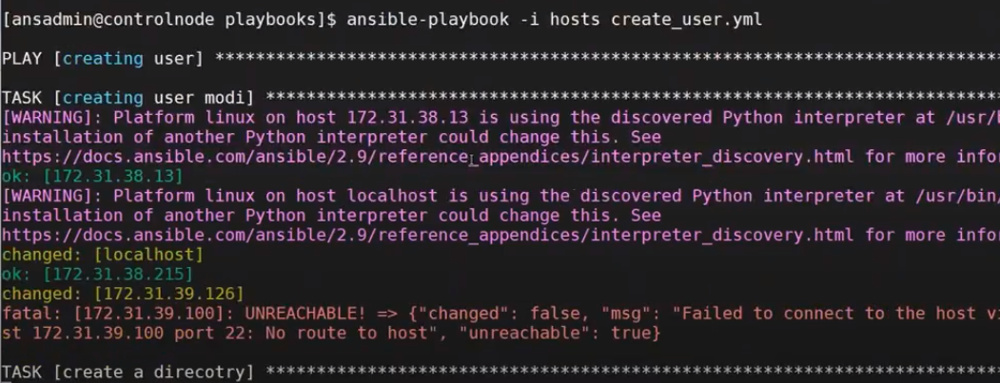 [ansadmin@controlnode playbooks]$ ansible-playbook -i hosts create_user.yml
PLAY [creating user] ******************************************************************************
TASK [creating user modi] *************************************************************************
[WARNING]: Platform linux on host 172.31.38.13 is using the discovered Python interpreter at /usr/
installation of another Python interpreter could change this. See
https://docs.ansible.com/ansible/2.9/reference_appendices/interpreter_discovery.html for more info
ok: [172.31.38.13]
[WARNING]: Platform linux on host localhost is using the discovered Python interpreter at /usr/bin/
installation of another Python interpreter could change this. See
https://docs.ansible.com/ansible/2.9/reference_appendices/interpreter_discovery.html for more info
changed: [localhost]
ok: [172.31.38.215]
changed: [172.31.39.126]
fatal: [172.31.39.100]: UNREACHABLE! => {"changed": false, "msg": "Failed to connect to the host vi
st 172.31.39.100 port 22: No route to host", "unreachable": true}
TASK [create a direcotry] *************************************************************************